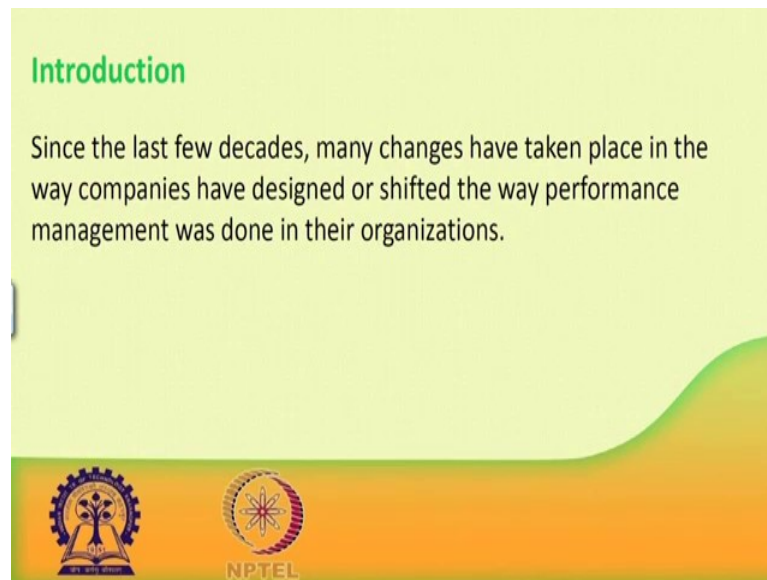 Introduction
Since the last few decades, many changes have taken place in the
way companies have designed or shifted the way performance
management was done in their organizations.
NPTEL